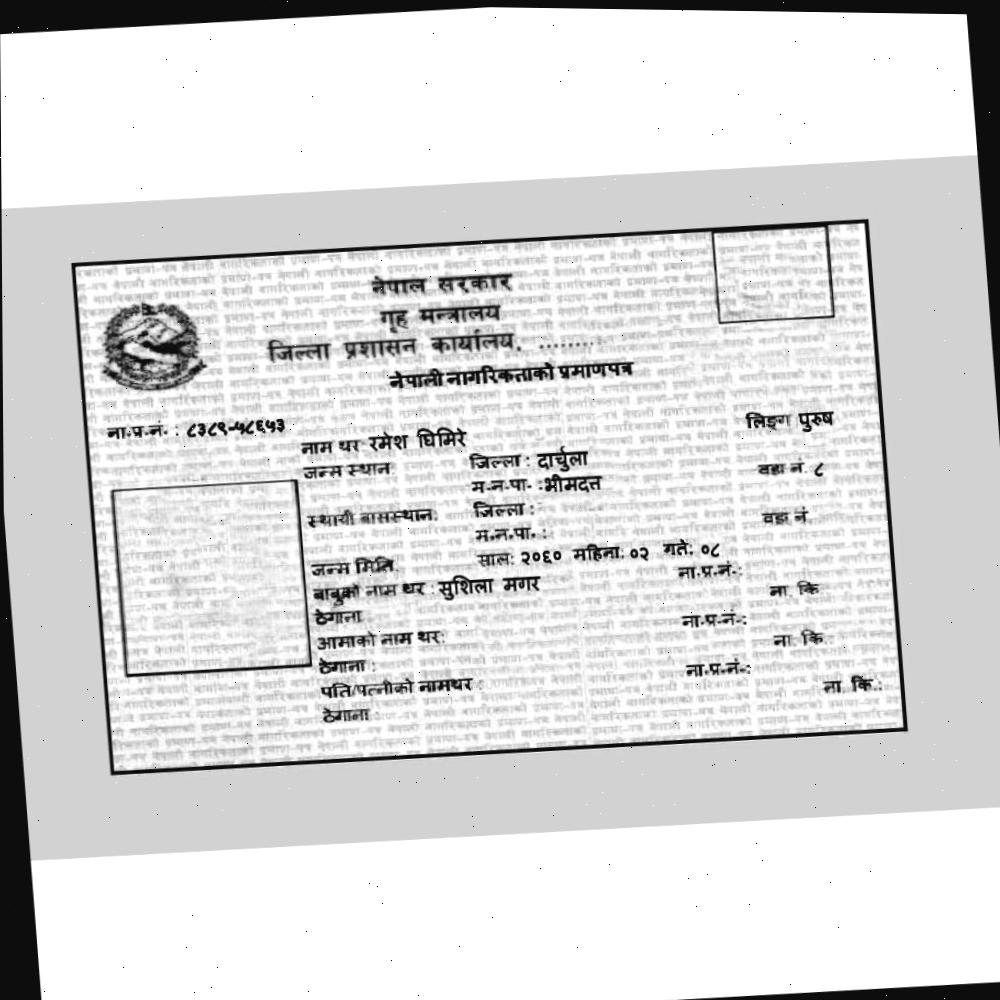 नेपाल सरकार
गृह मन्त्रालय
जिल्ला प्रशासन कार्यालय. ........
नेपाली नागरिकताको प्रमाणपत्र
ना.प्र.नं. : ८३८९-५८६५३
लिङ्ग पुरुष
नाम थर रमेश घिमिरे
जन्म स्थान: जिल्ला : दार्चुला वडा नं. ८
म.न.पा. : भीमदत्त
स्थायी बासस्थान: जिल्ला : वडा नं
म.न.पा. :
जन्म मिति: साल: २०६० महिना: ०२ गते: ०८
बाबुको नाम थर : सुशिला मगर ना.प्र.नं.:
ठेगाना ना. कि
आमाको नाम थर: ना.प्र.नं.:
ठेगाना : ना. कि.:
पति/पत्नीको नामथर : ना.प्र.नं.:
ठेगाना ना. कि.: